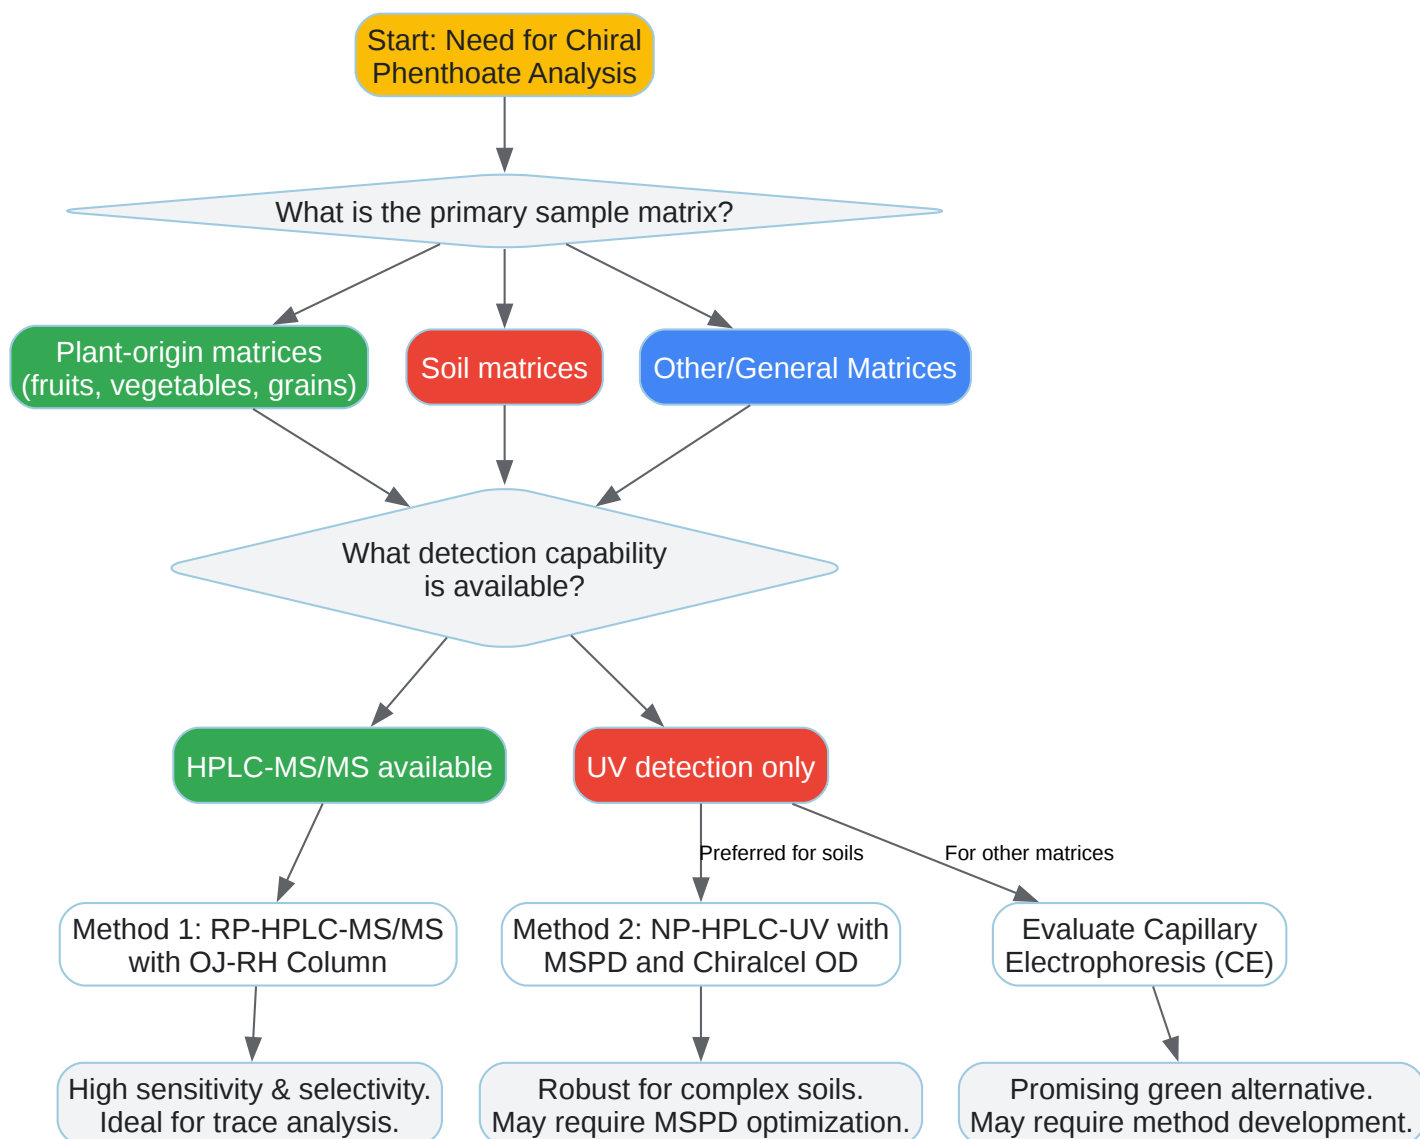 Start: Need for Chiral
Phenthoate Analysis
What is the primary sample matrix?
Plant-origin matrices
(fruits, vegetables, grains)
Soil matrices
Other/General Matrices
What detection capability
is available?
HPLC-MS/MS available
UV detection only
Preferred for soils
For other matrices
Method 1: RP-HPLC-MS/MS
with OJ-RH Column
Method 2: NP-HPLC-UV with
MSPD and Chiralcel OD
Evaluate Capillary
Electrophoresis (CE)
High sensitivity & selectivity.
Ideal for trace analysis.
Robust for complex soils.
May require MSPD optimization.
Promising green alternative.
May require method development.